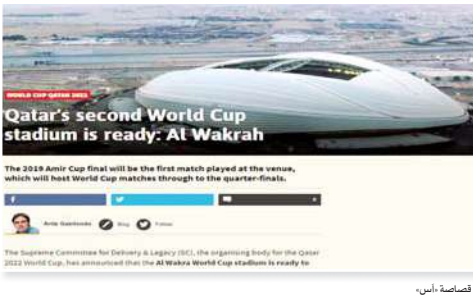 WORLD CUP QATAR 2022
Qatar's second World Cup
stadium is ready: Al Wakrah
The 2019 Amir Cup final will be the first match played at the venue,
which will host World Cup matches through to the quarter-finals.
Blog
Follow
The Supreme Committee for Delivery & Legacy (SC), the organising body for the Qatar
2022 World Cup, has announced that the Al Wakra World Cup stadium is ready to
قصاصة «آس»